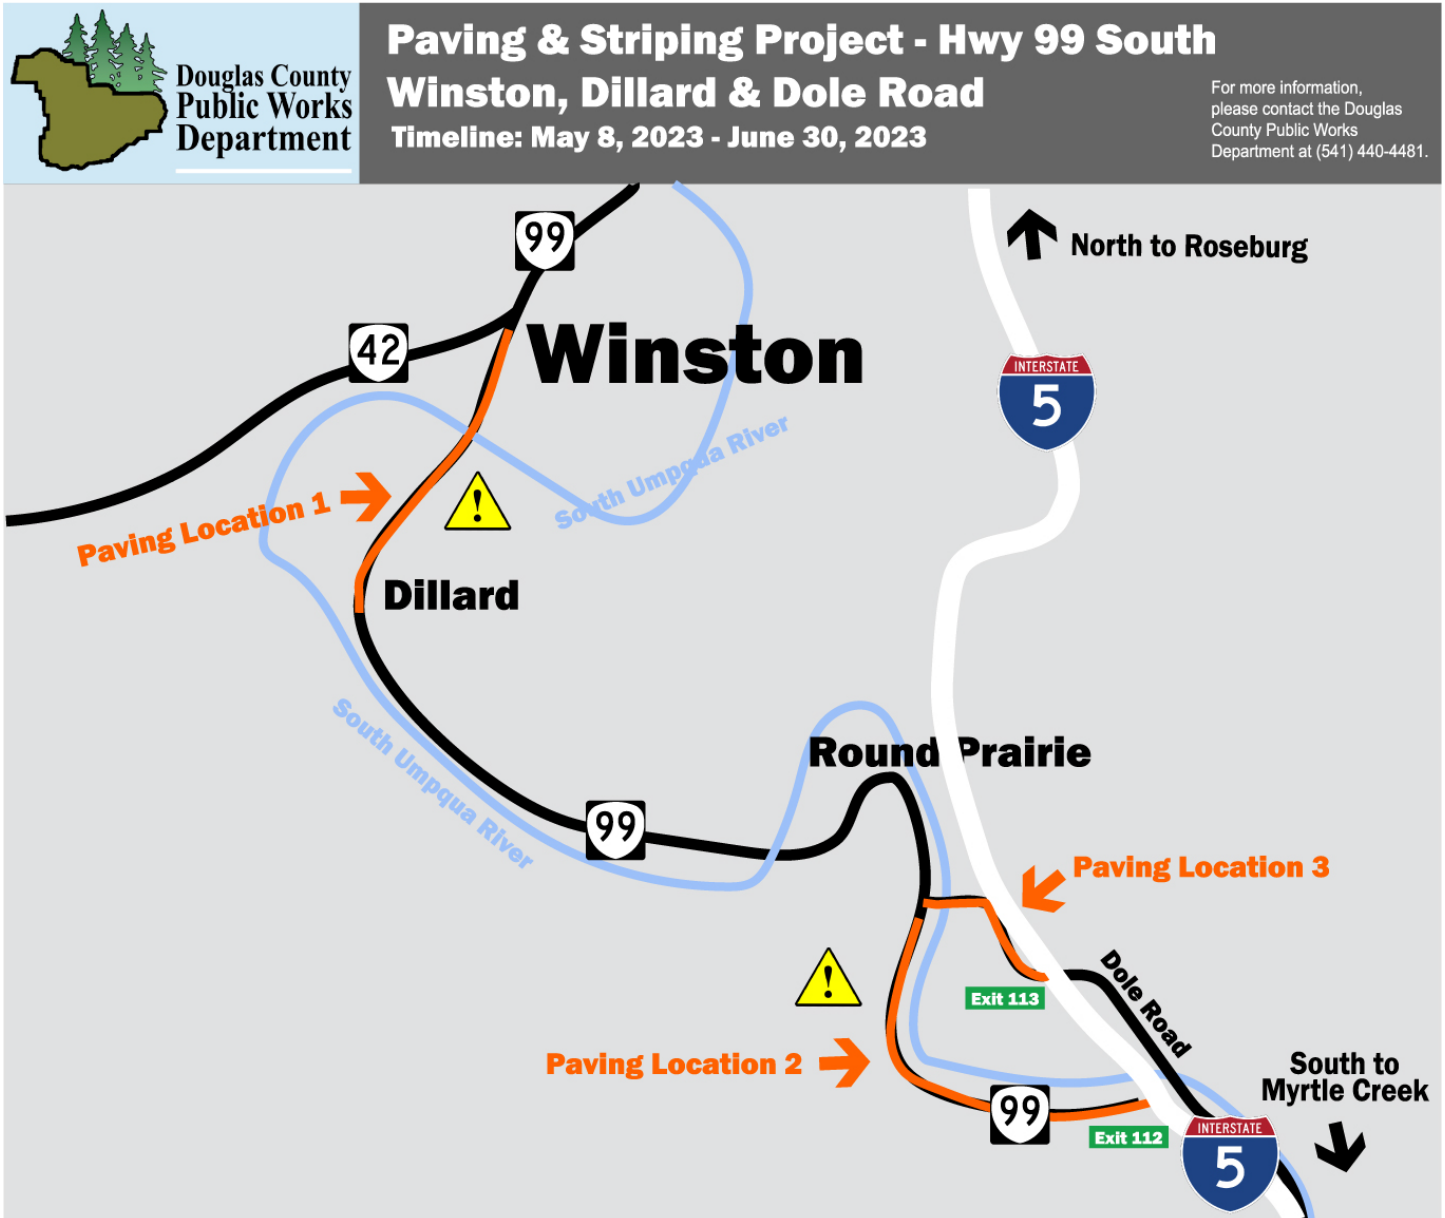 Douglas County
Public Works
Department
Paving & Striping Project - Hwy 99 South
Winston, Dillard & Dole Road
Timeline: May 8, 2023 - June 30, 2023
For more information,
please contact the Douglas
County Public Works
Department at (541) 440-4481.
99
North to Roseburg
42
Winston
INTERSTATE
5
South Umpqua River
Paving Location 1
!
Dillard
South Umpqua River
Round Prairie
99
Paving Location 3
!
Exit 113
Dole Road
Paving Location 2
99
Exit 112
South to
Myrtle Creek
INTERSTATE
5